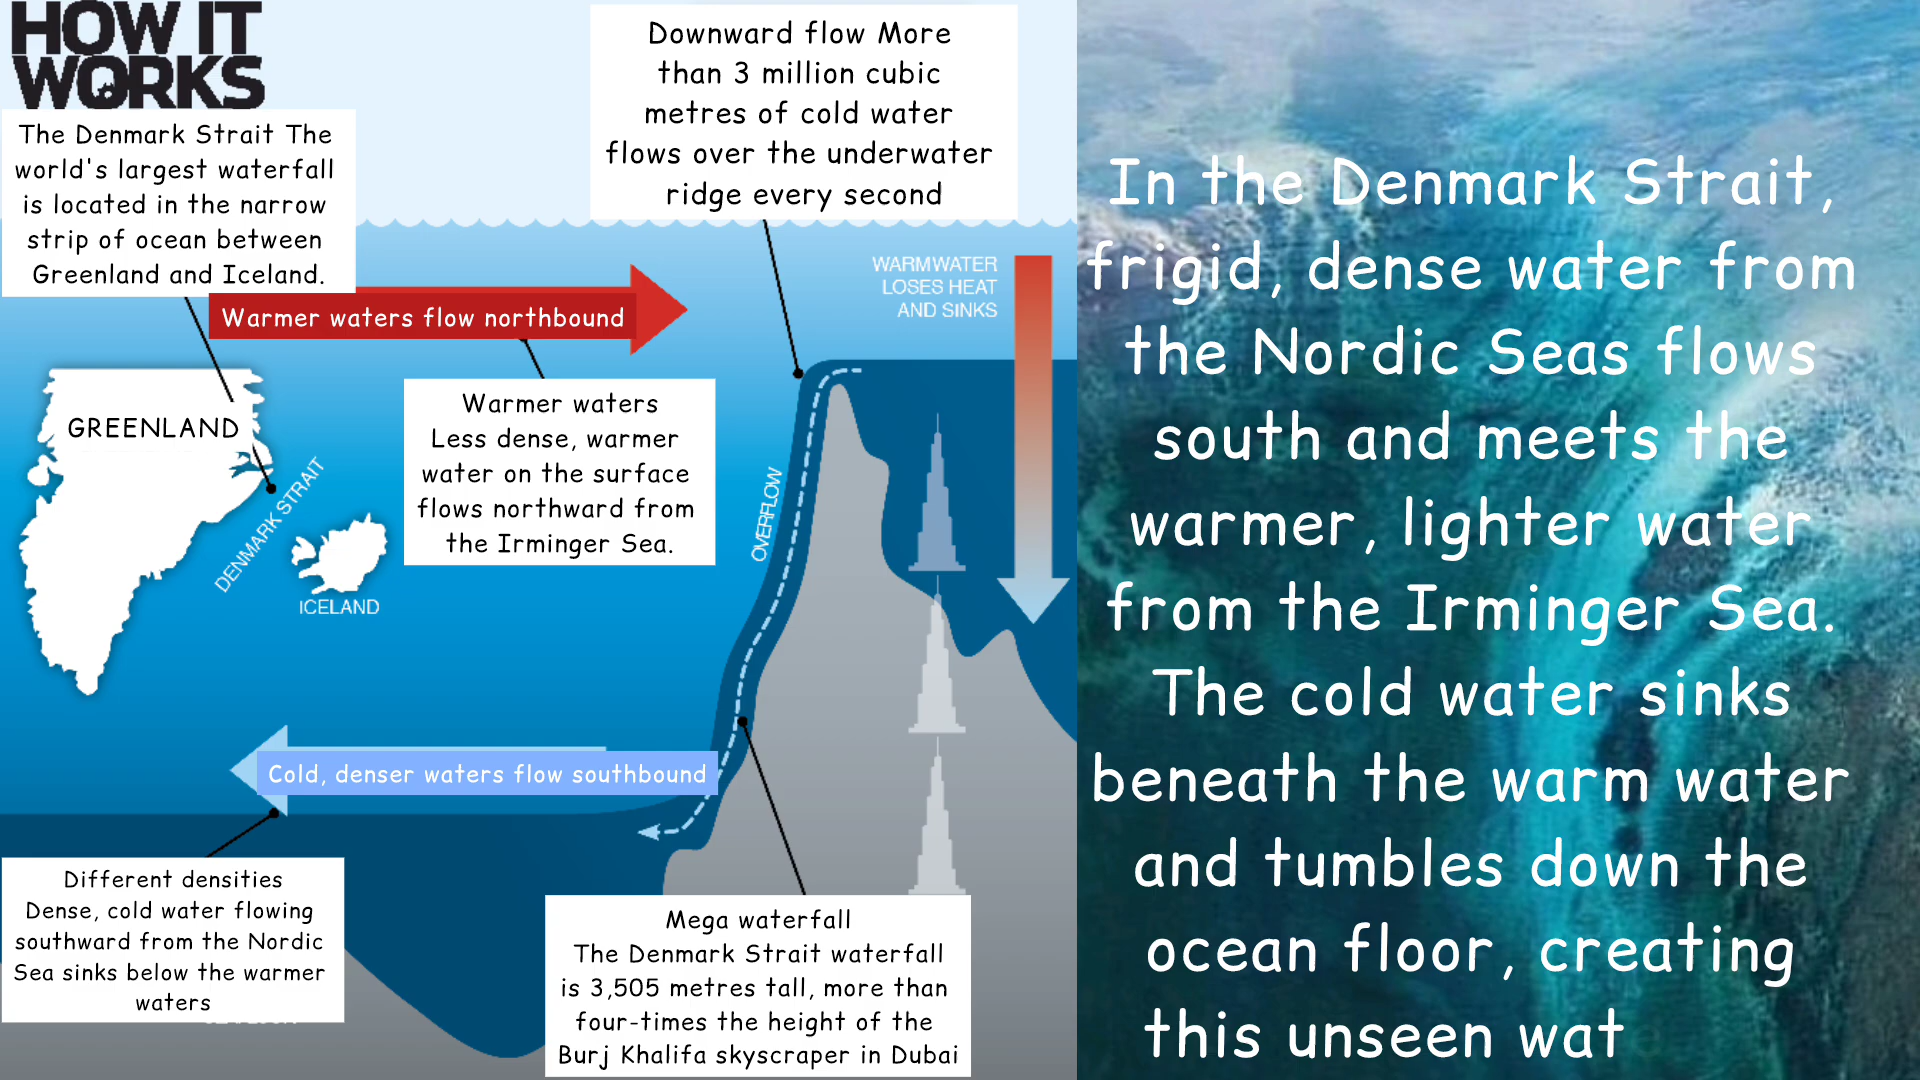 HOW IT
WORKS
The Denmark Strait The
world's largest waterfall
is located in the narrow
strip of ocean between
Greenland and Iceland.
Downward flow More
than 3 million cubic
metres of cold water
flows over the underwater
ridge every second
WARM WATER
LOSES HEAT
AND SINKS
Warmer waters flow northbound
Warmer waters
Less dense, warmer
water on the surface
flows northward from
the Irminger Sea.
GREENLAND
DENMARK STRAIT
ICELAND
OVERFLOW
Cold, denser waters flow southbound
Different densities
Dense, cold water flowing
southward from the Nordic
Sea sinks below the warmer
waters
Mega waterfall
The Denmark Strait waterfall
is 3,505 metres tall, more than
four-times the height of the
Burj Khalifa skyscraper in Dubai
In the Denmark Strait,
frigid, dense water from
the Nordic Seas flows
south and meets the
warmer, lighter water
from the Irminger Sea.
The cold water sinks
beneath the warm water
and tumbles down the
ocean floor, creating
this unseen wat